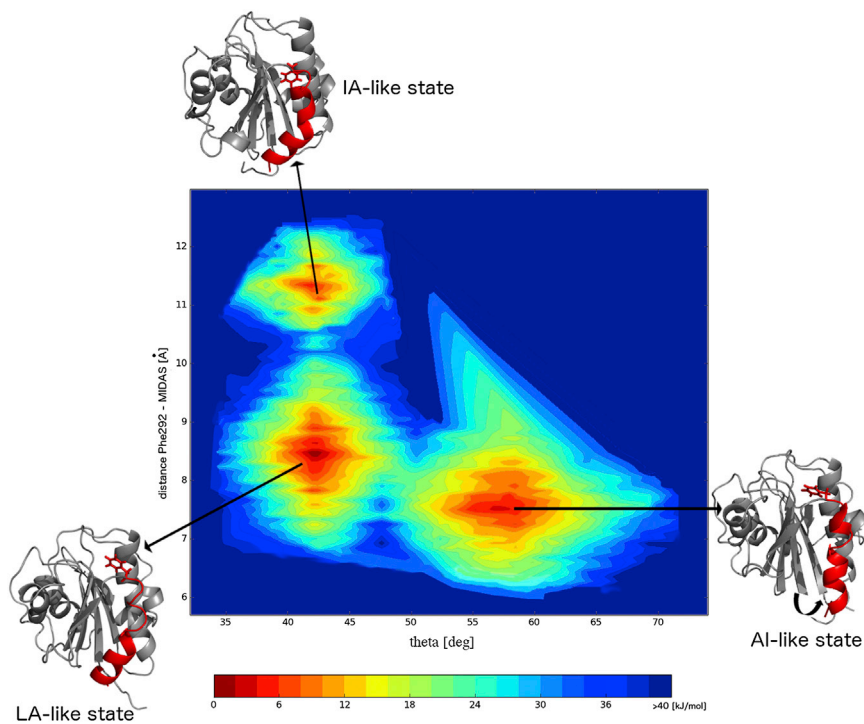 IA-like state
12
11
10
9
8
7
6
distance Phe292 - MIDAS [Å]
35 40 45 50 55 60 65 70
theta [deg]
AI-like state
LA-like state
0 6 12 18 24 30 36 >40 [kJ/mol]